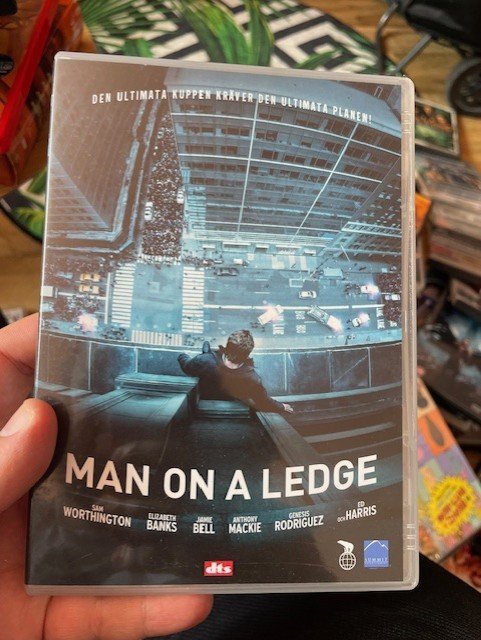 DEN ULTIMATA KUPPEN KRÄVER DEN ULTIMATA PLANEN!
MAN ON A LEDGE
SAM WORTHINGTON
ELIZABETH BANKS
JAMIE BELL
ANTHONY MACKIE
GENESIS RODRIGUEZ
OCH ED HARRIS
dts
SUMMIT